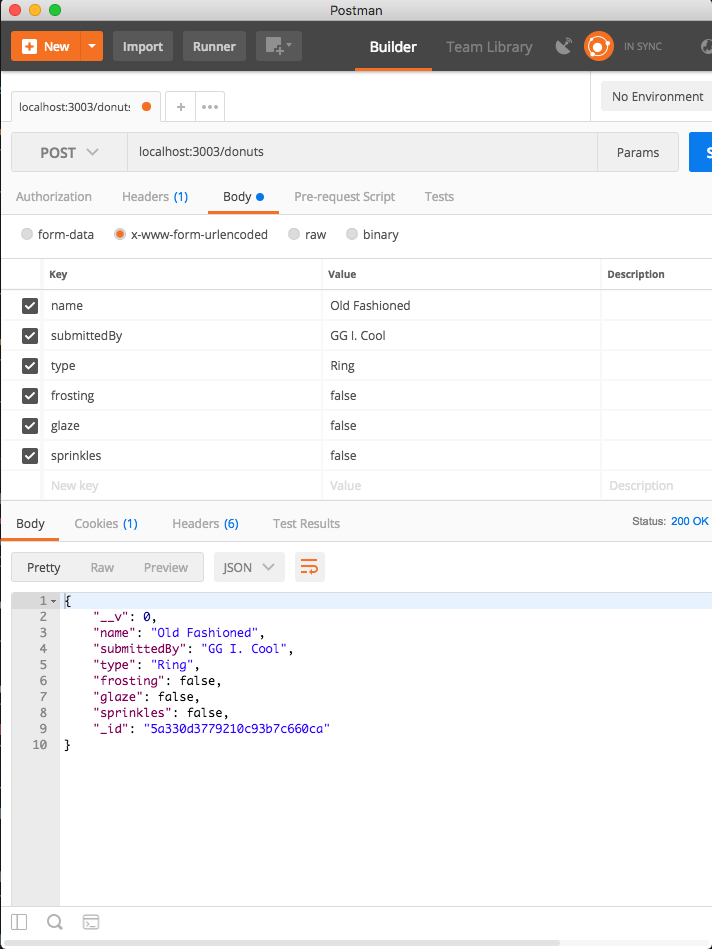 Postman
New Import Runner Builder Team Library IN SYNC
localhost:3003/donuts No Environment
POST localhost:3003/donuts Params S
Authorization Headers (1) Body Pre-request Script Tests
form-data x-www-form-urlencoded raw binary
Key Value Description
name Old Fashioned
submittedBy GG I. Cool
type Ring
frosting false
glaze false
sprinkles false
New key Value Description
Body Cookies (1) Headers (6) Test Results Status: 200 OK
Pretty Raw Preview JSON
1 {
2 "__v": 0,
3 "name": "Old Fashioned",
4 "submittedBy": "GG I. Cool",
5 "type": "Ring",
6 "frosting": false,
7 "glaze": false,
8 "sprinkles": false,
9 "_id": "5a330d3779210c93b7c660ca"
10 }